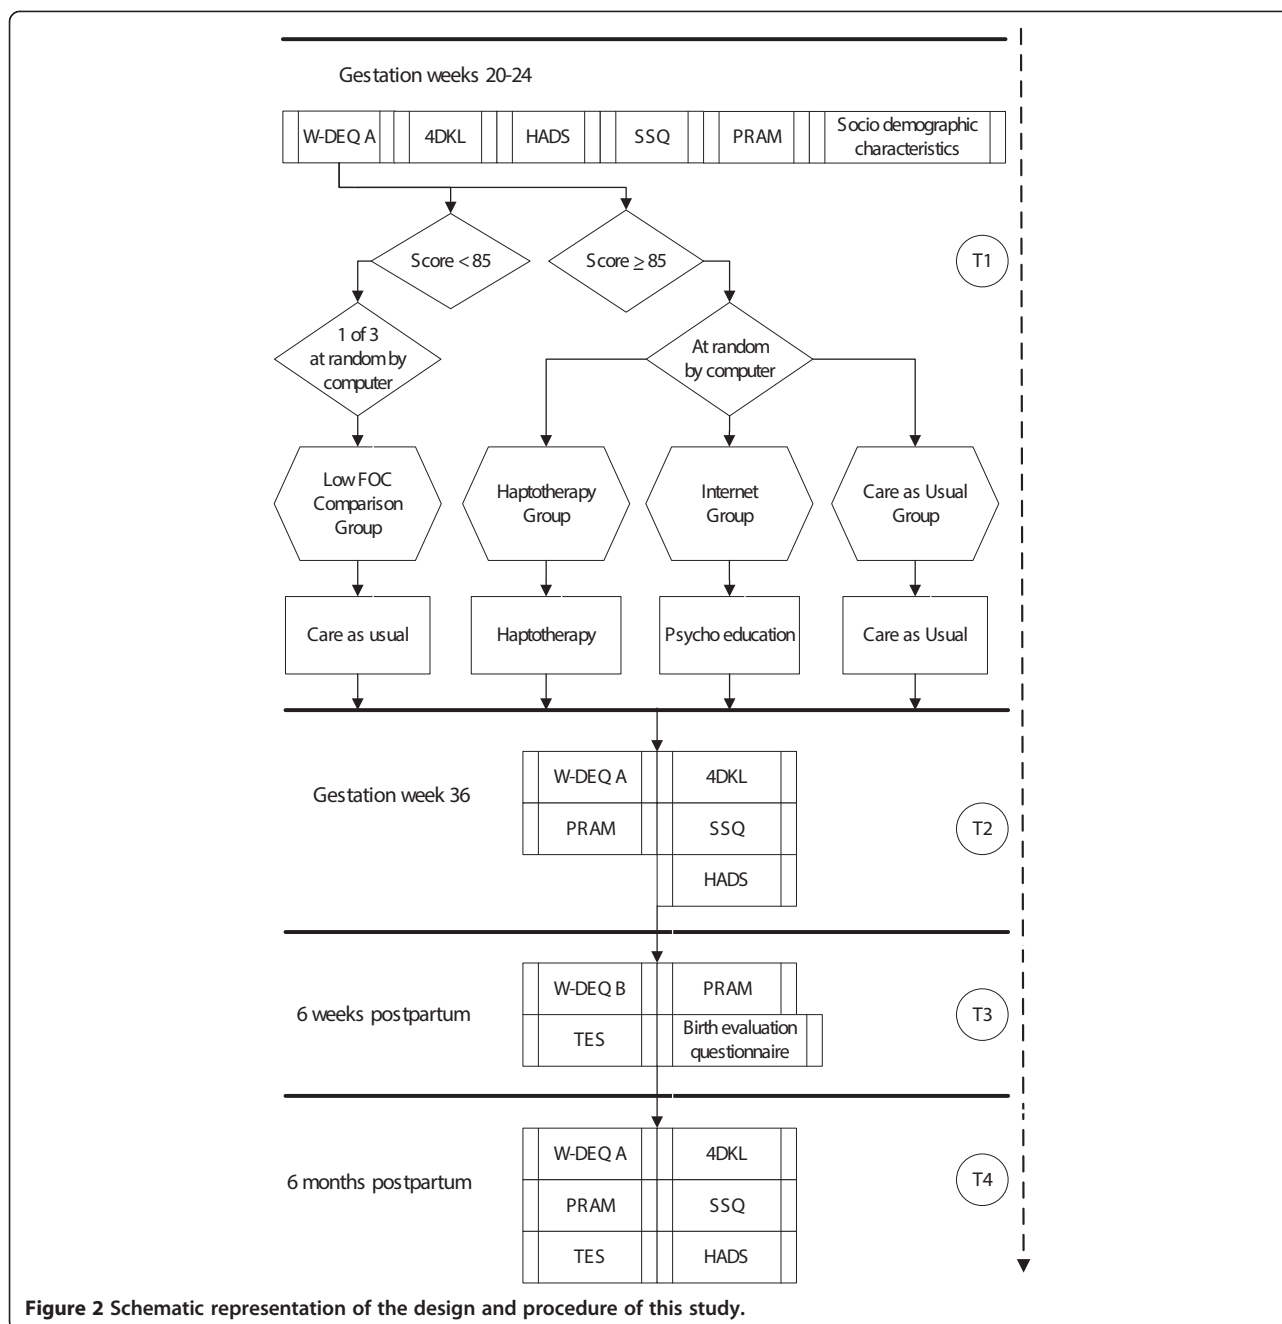 Gestation weeks 20-24
W-DEQ A
4DKL
HADS
SSQ
PRAM
Socio demographic
characteristics
Score < 85
Score ≥ 85
T1
1 of 3
at random by
computer
At random
by computer
Low FOC
Comparison
Group
Haptotherapy
Group
Internet
Group
Care as Usual
Group
Care as usual
Haptotherapy
Psycho education
Care as Usual
Gestation week 36
W-DEQ A
4DKL
PRAM
SSQ
HADS
T2
6 weeks postpartum
W-DEQ B
PRAM
TES
Birth evaluation
questionnaire
T3
6 months postpartum
W-DEQ A
4DKL
PRAM
SSQ
TES
HADS
T4
Figure 2 Schematic representation of the design and procedure of this study.